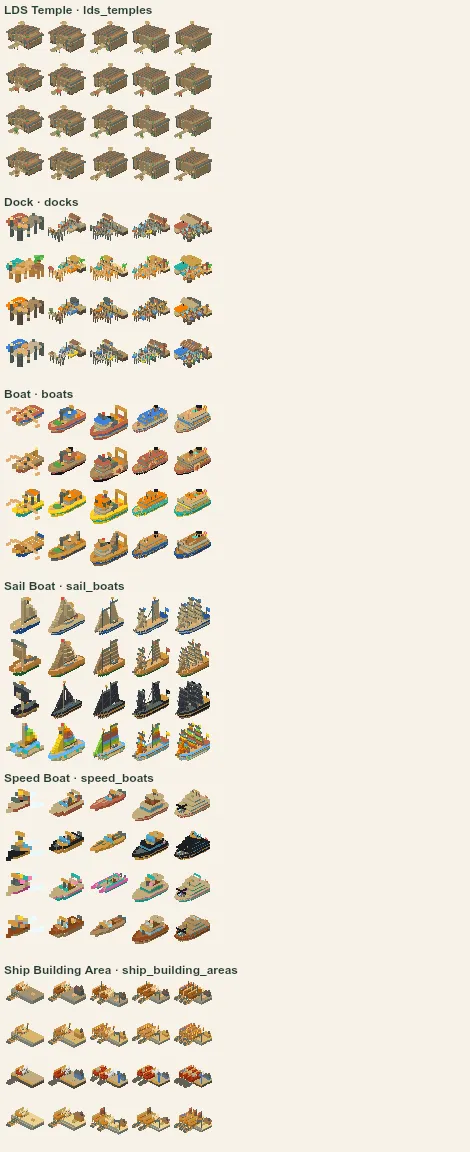 LDS Temple · lds_temples
Dock · docks
Boat · boats
Sail Boat · sail_boats
Speed Boat · speed_boats
Ship Building Area · ship_building_areas